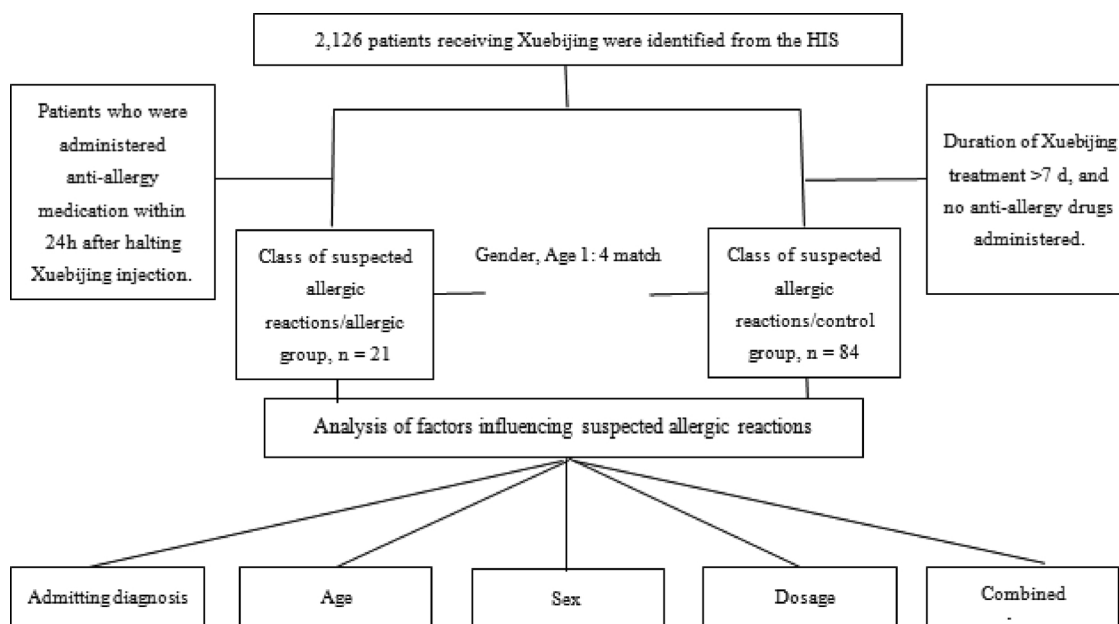 2,126 patients receiving Xuebijing were identified from the HIS
Patients who were
administered
anti-allergy
medication within
24h after halting
Xuebijing injection.
Duration of Xuebijing
treatment >7 d, and
no anti-allergy drugs
administered.
Class of suspected
allergic
reactions/allergic
group, n = 21
Gender, Age 1: 4 match
Class of suspected
allergic
reactions/control
group, n = 84
Analysis of factors influencing suspected allergic reactions
Admitting diagnosis
Age
Sex
Dosage
Combined